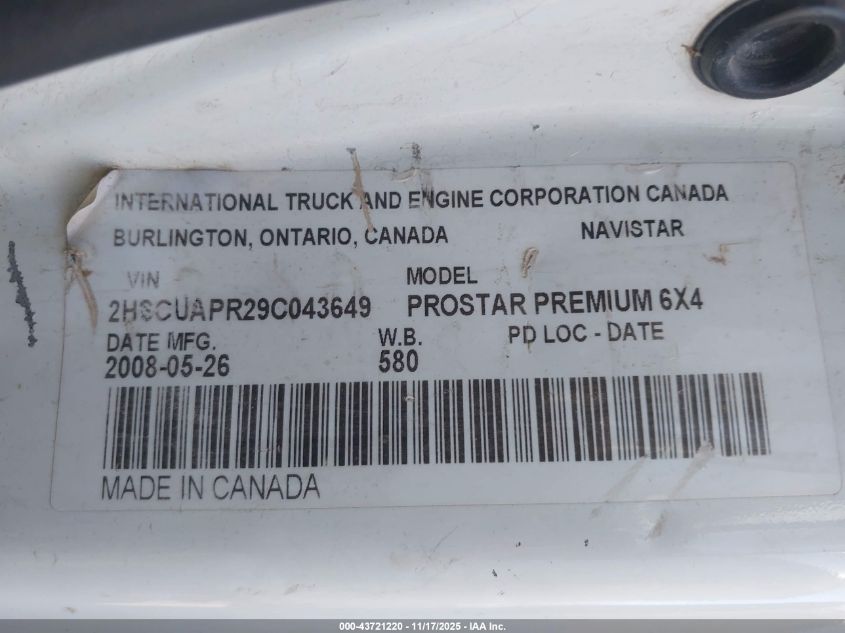 INTERNATIONAL TRUCK AND ENGINE CORPORATION CANADA
BURLINGTON, ONTARIO, CANADA NAVISTAR
VIN MODEL
2HSCUAPR29C043649 PROSTAR PREMIUM 6X4
DATE MFG. W.B. PD LOC - DATE
2008-05-26 580
MADE IN CANADA
000-43721220 - 11/17/2025 - IAA Inc.